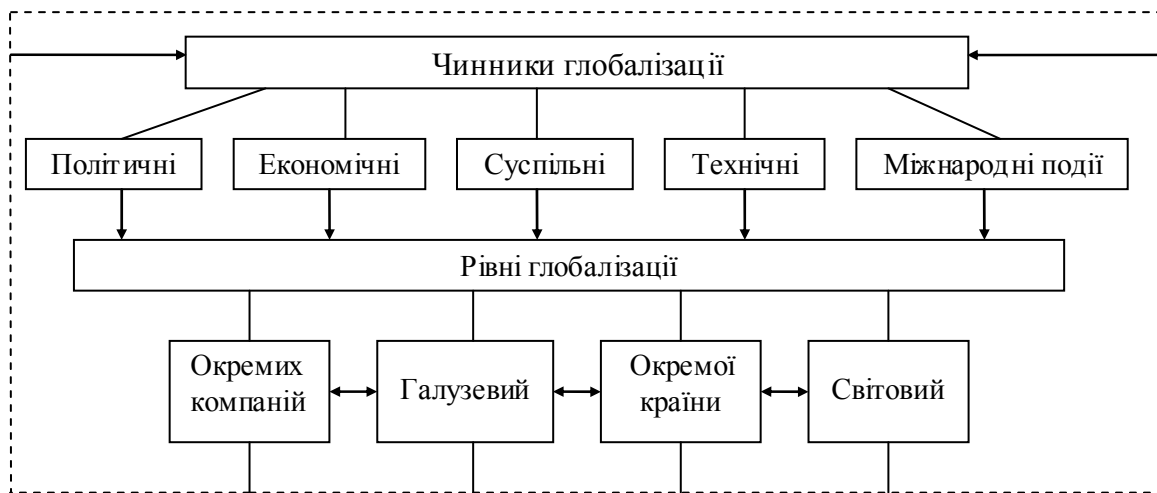 Чинники глобалізації
Політичні
Економічні
Суспільні
Технічні
Міжнародні події
Рівні глобалізації
Окремих
компаній
Галузевий
Окремої
країни
Світовий